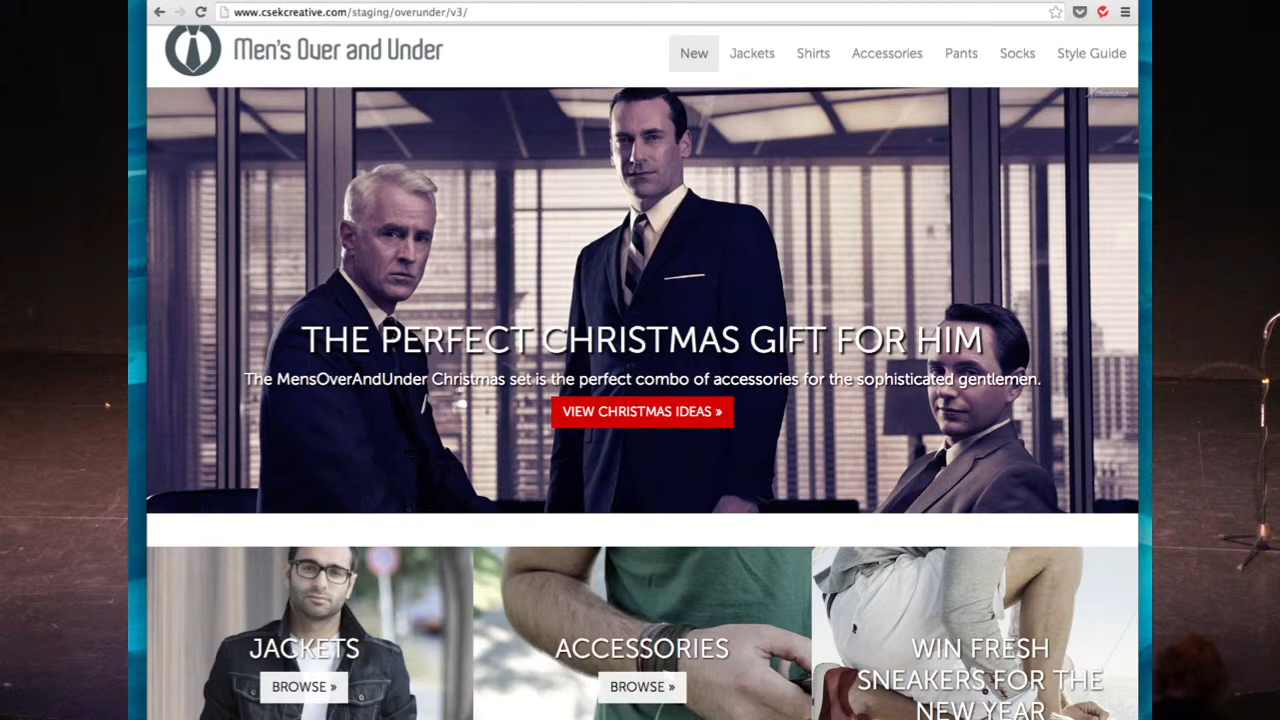 www.csekcreative.com/staging/overunder/v3/
Men's Over and Under
New Jackets Shirts Accessories Pants Socks Style Guide
THE PERFECT CHRISTMAS GIFT FOR HIM
The MensOverAndUnder Christmas set is the perfect combo of accessories for the sophisticated gentlemen.
VIEW CHRISTMAS IDEAS »
JACKETS
BROWSE »
ACCESSORIES
BROWSE »
WIN FRESH
SNEAKERS FOR THE
NEW YEAR